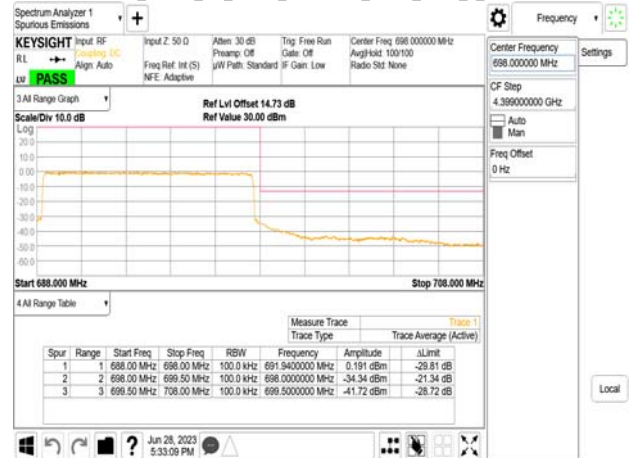 Spectrum Analyzer 1
Spurious Emissions
+
Frequency
Settings
KEYSIGHT
RL
LU PASS
Input: RF
Coupling: DC
Align: Auto
Input Z: 50 Ω
Freq Ref: Int (S)
NFE: Adaptive
Atten: 30 dB
Preamp: Off
µW Path: Standard
Trig: Free Run
Gate: Off
IF Gain: Low
Center Freq: 698.000000 MHz
Avg|Hold: 100/100
Radio Std: None
Center Frequency
698.000000 MHz
CF Step
4.399000000 GHz
Auto
Man
Freq Offset
0 Hz
3 All Range Graph
Scale/Div 10.0 dB
Ref Lvl Offset 14.73 dB
Ref Value 30.00 dBm
Log
20.0
10.0
0.00
-10.0
-20.0
-30.0
-40.0
-50.0
-60.0
Start 688.000 MHz
Stop 708.000 MHz
4 All Range Table
Measure Trace Trace 1
Trace Type Trace Average (Active)
Spur Range Start Freq Stop Freq RBW Frequency Amplitude ΔLimit
1 1 688.00 MHz 698.00 MHz 100.0 kHz 691.9400000 MHz 0.191 dBm -29.81 dB
2 2 698.00 MHz 699.50 MHz 100.0 kHz 698.0000000 MHz -34.34 dBm -21.34 dB
3 3 699.50 MHz 708.00 MHz 100.0 kHz 699.5000000 MHz -41.72 dBm -28.72 dB
Local
?
Jun 28, 2023
5:33:09 PM